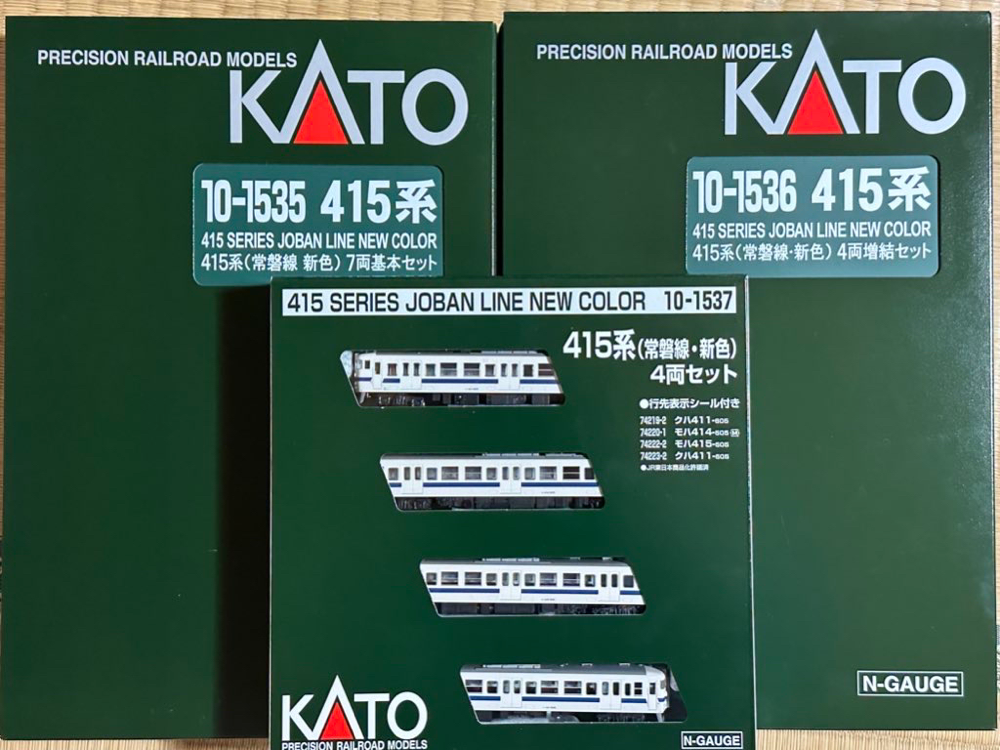 PRECISION RAILROAD MODELS
KATO
10-1535 415系
415 SERIES JOBAN LINE NEW COLOR
415系(常磐線 新色) 7両基本セット
PRECISION RAILROAD MODELS
KATO
10-1536 415系
415 SERIES JOBAN LINE NEW COLOR
415系(常磐線・新色) 4両増結セット
N-GAUGE
415 SERIES JOBAN LINE NEW COLOR 10-1537
415系(常磐線・新色)
4両セット
●行先表示シール付き
74219-2 クハ411-605
74220-1 モハ414-605 M
74222-2 モハ415-605
74223-2 クハ411-605
●JR東日本商品化許諾済
KATO
PRECISION RAILROAD MODELS
N-GAUGE